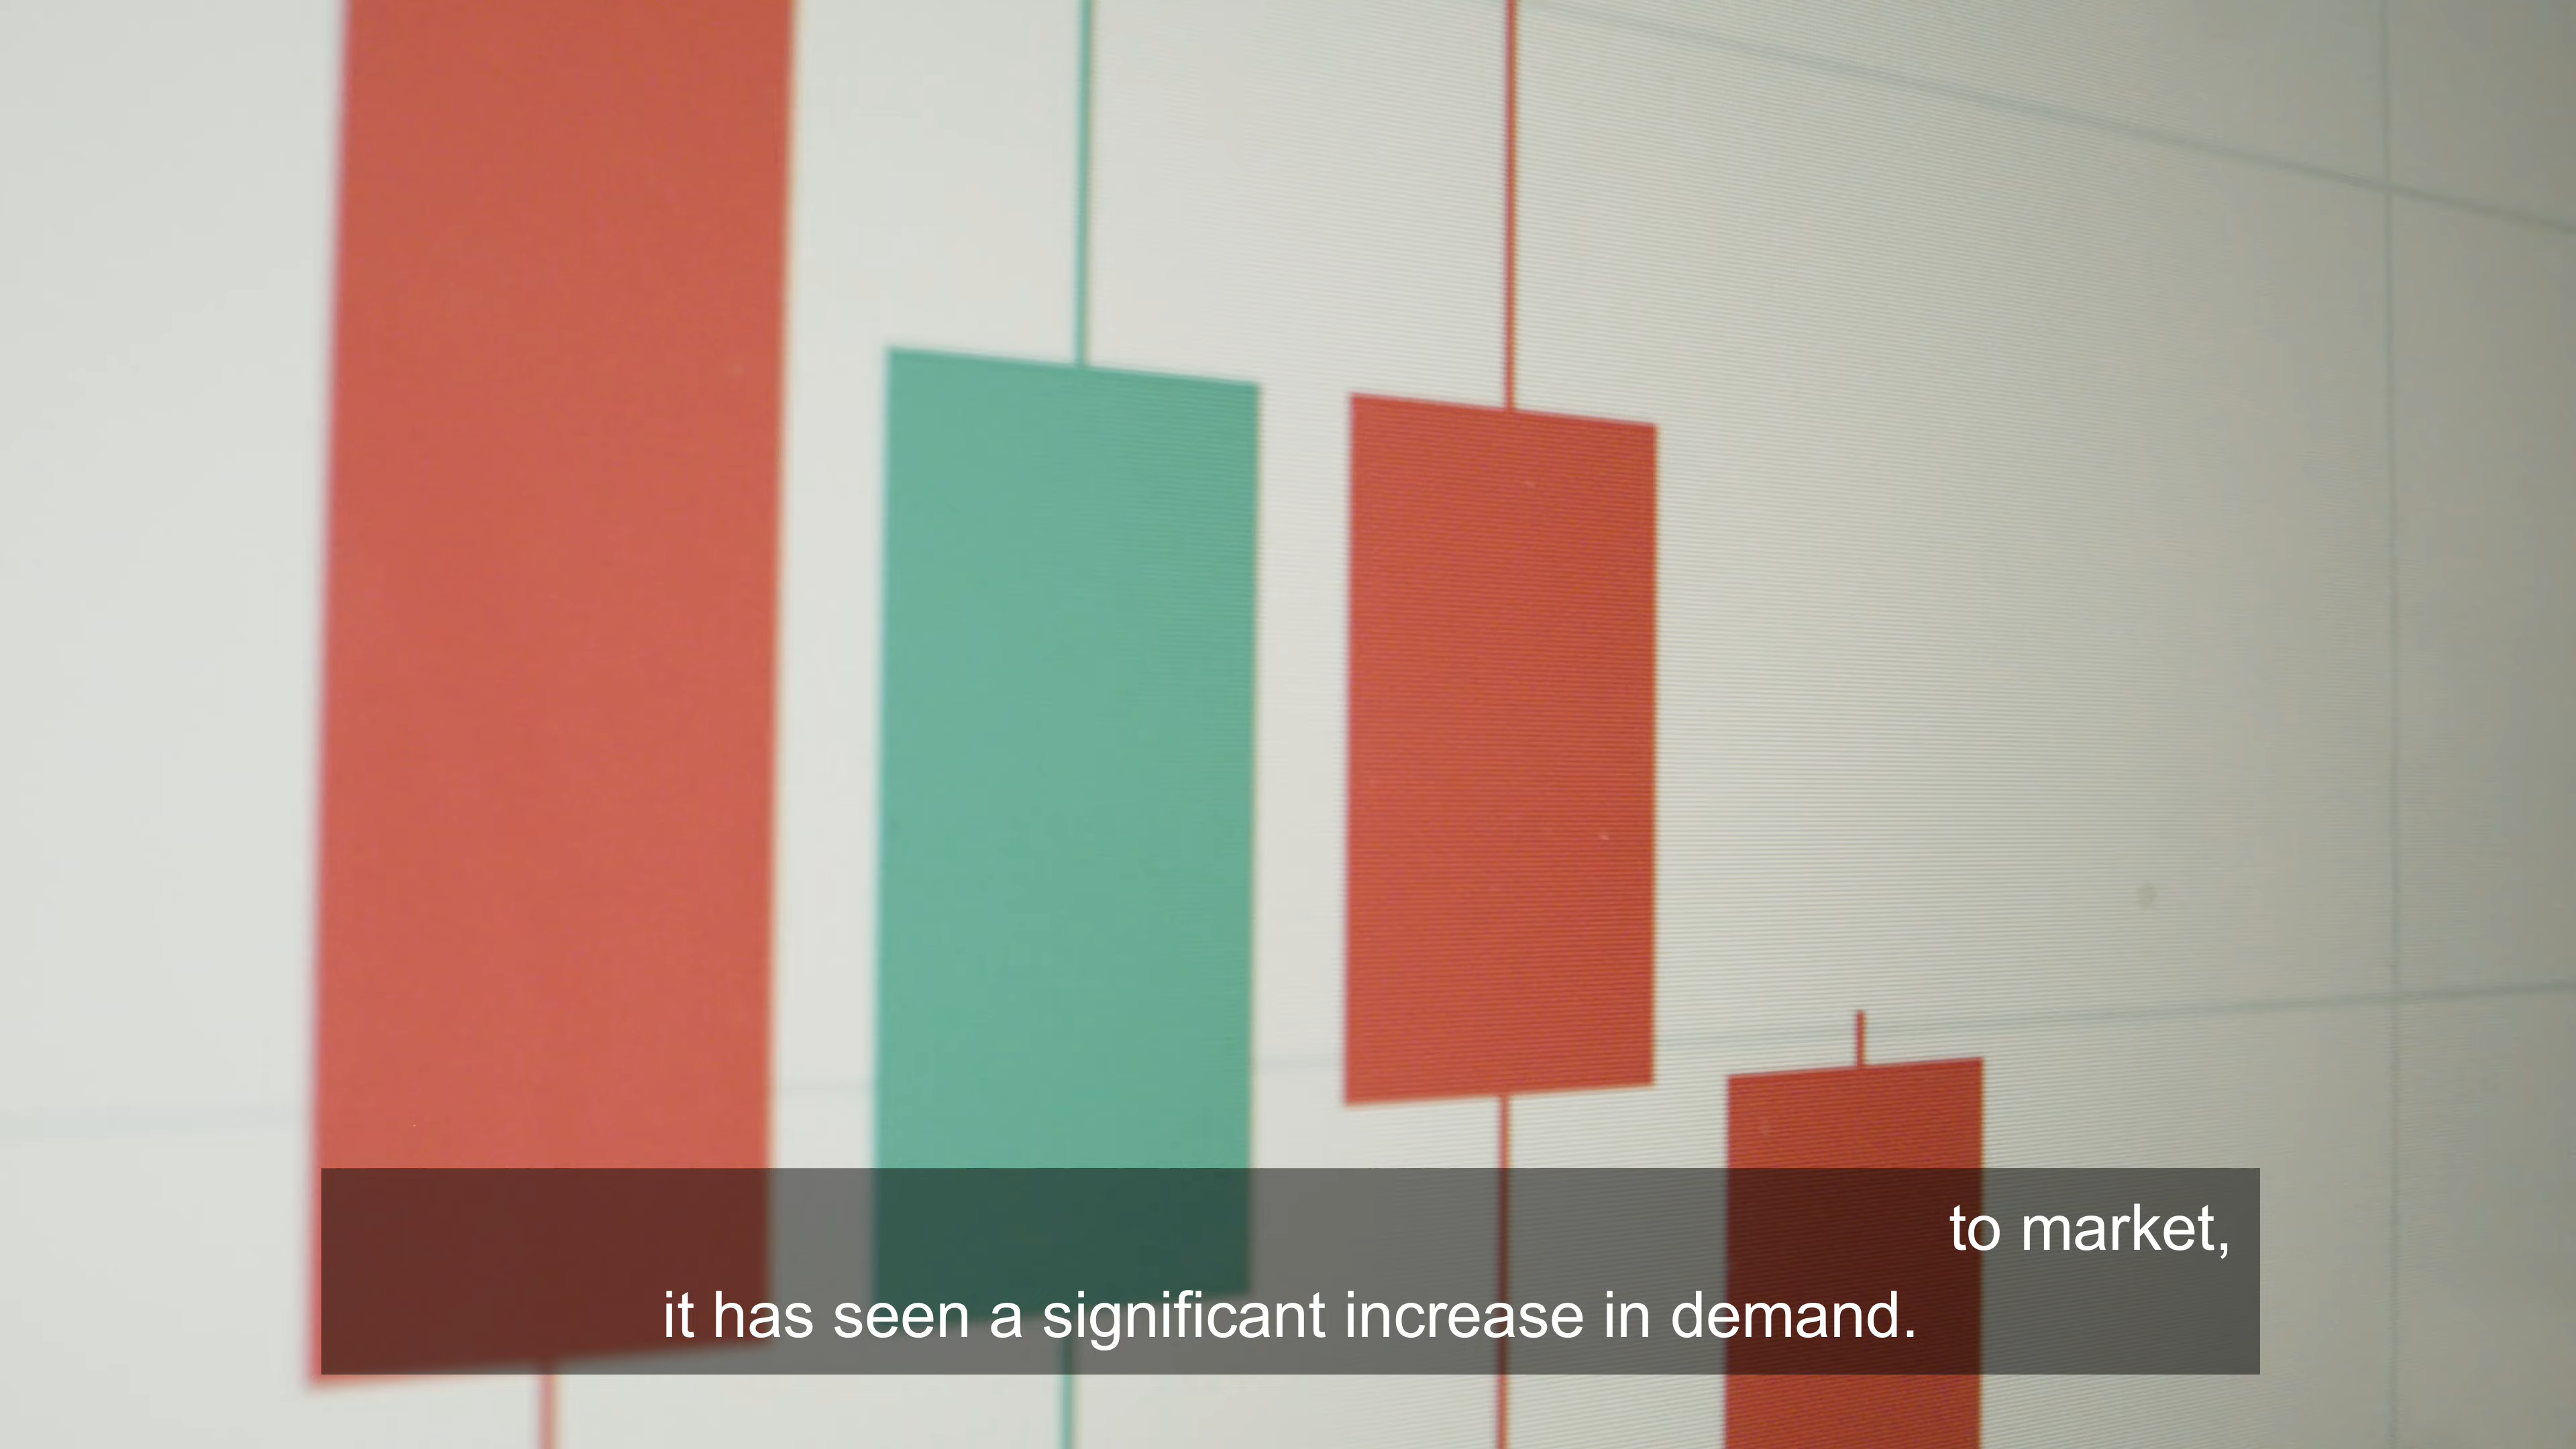 to market,
it has seen a significant increase in demand.